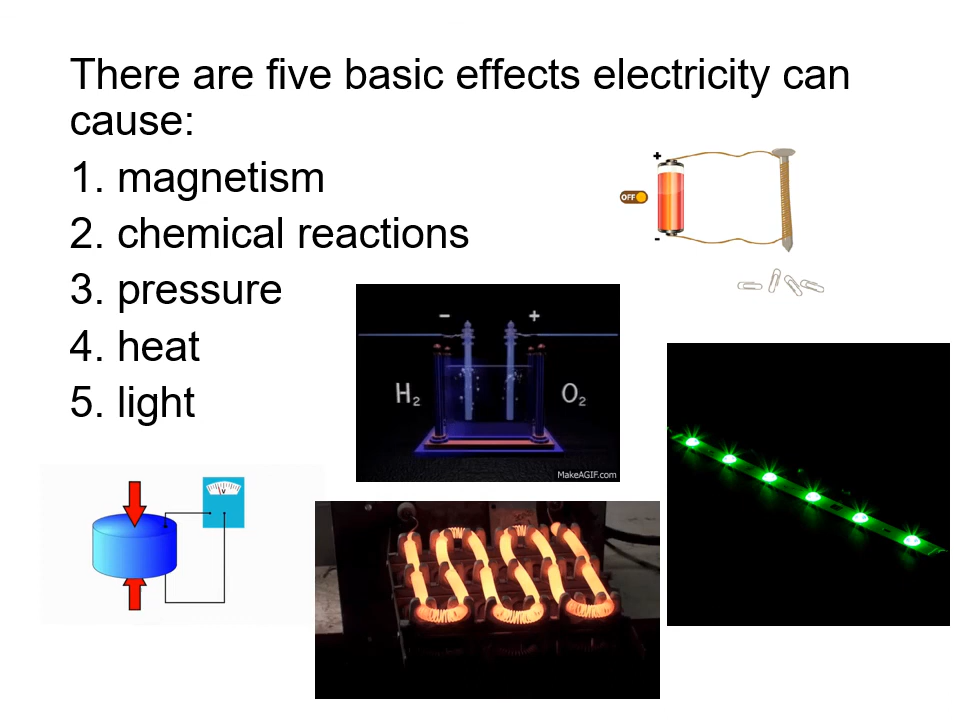 There are five basic effects electricity can
cause:
1. magnetism
2. chemical reactions
3. pressure
4. heat
5. light
+
OFF
-
− +
H₂ O₂
MakeAGIF.com
V